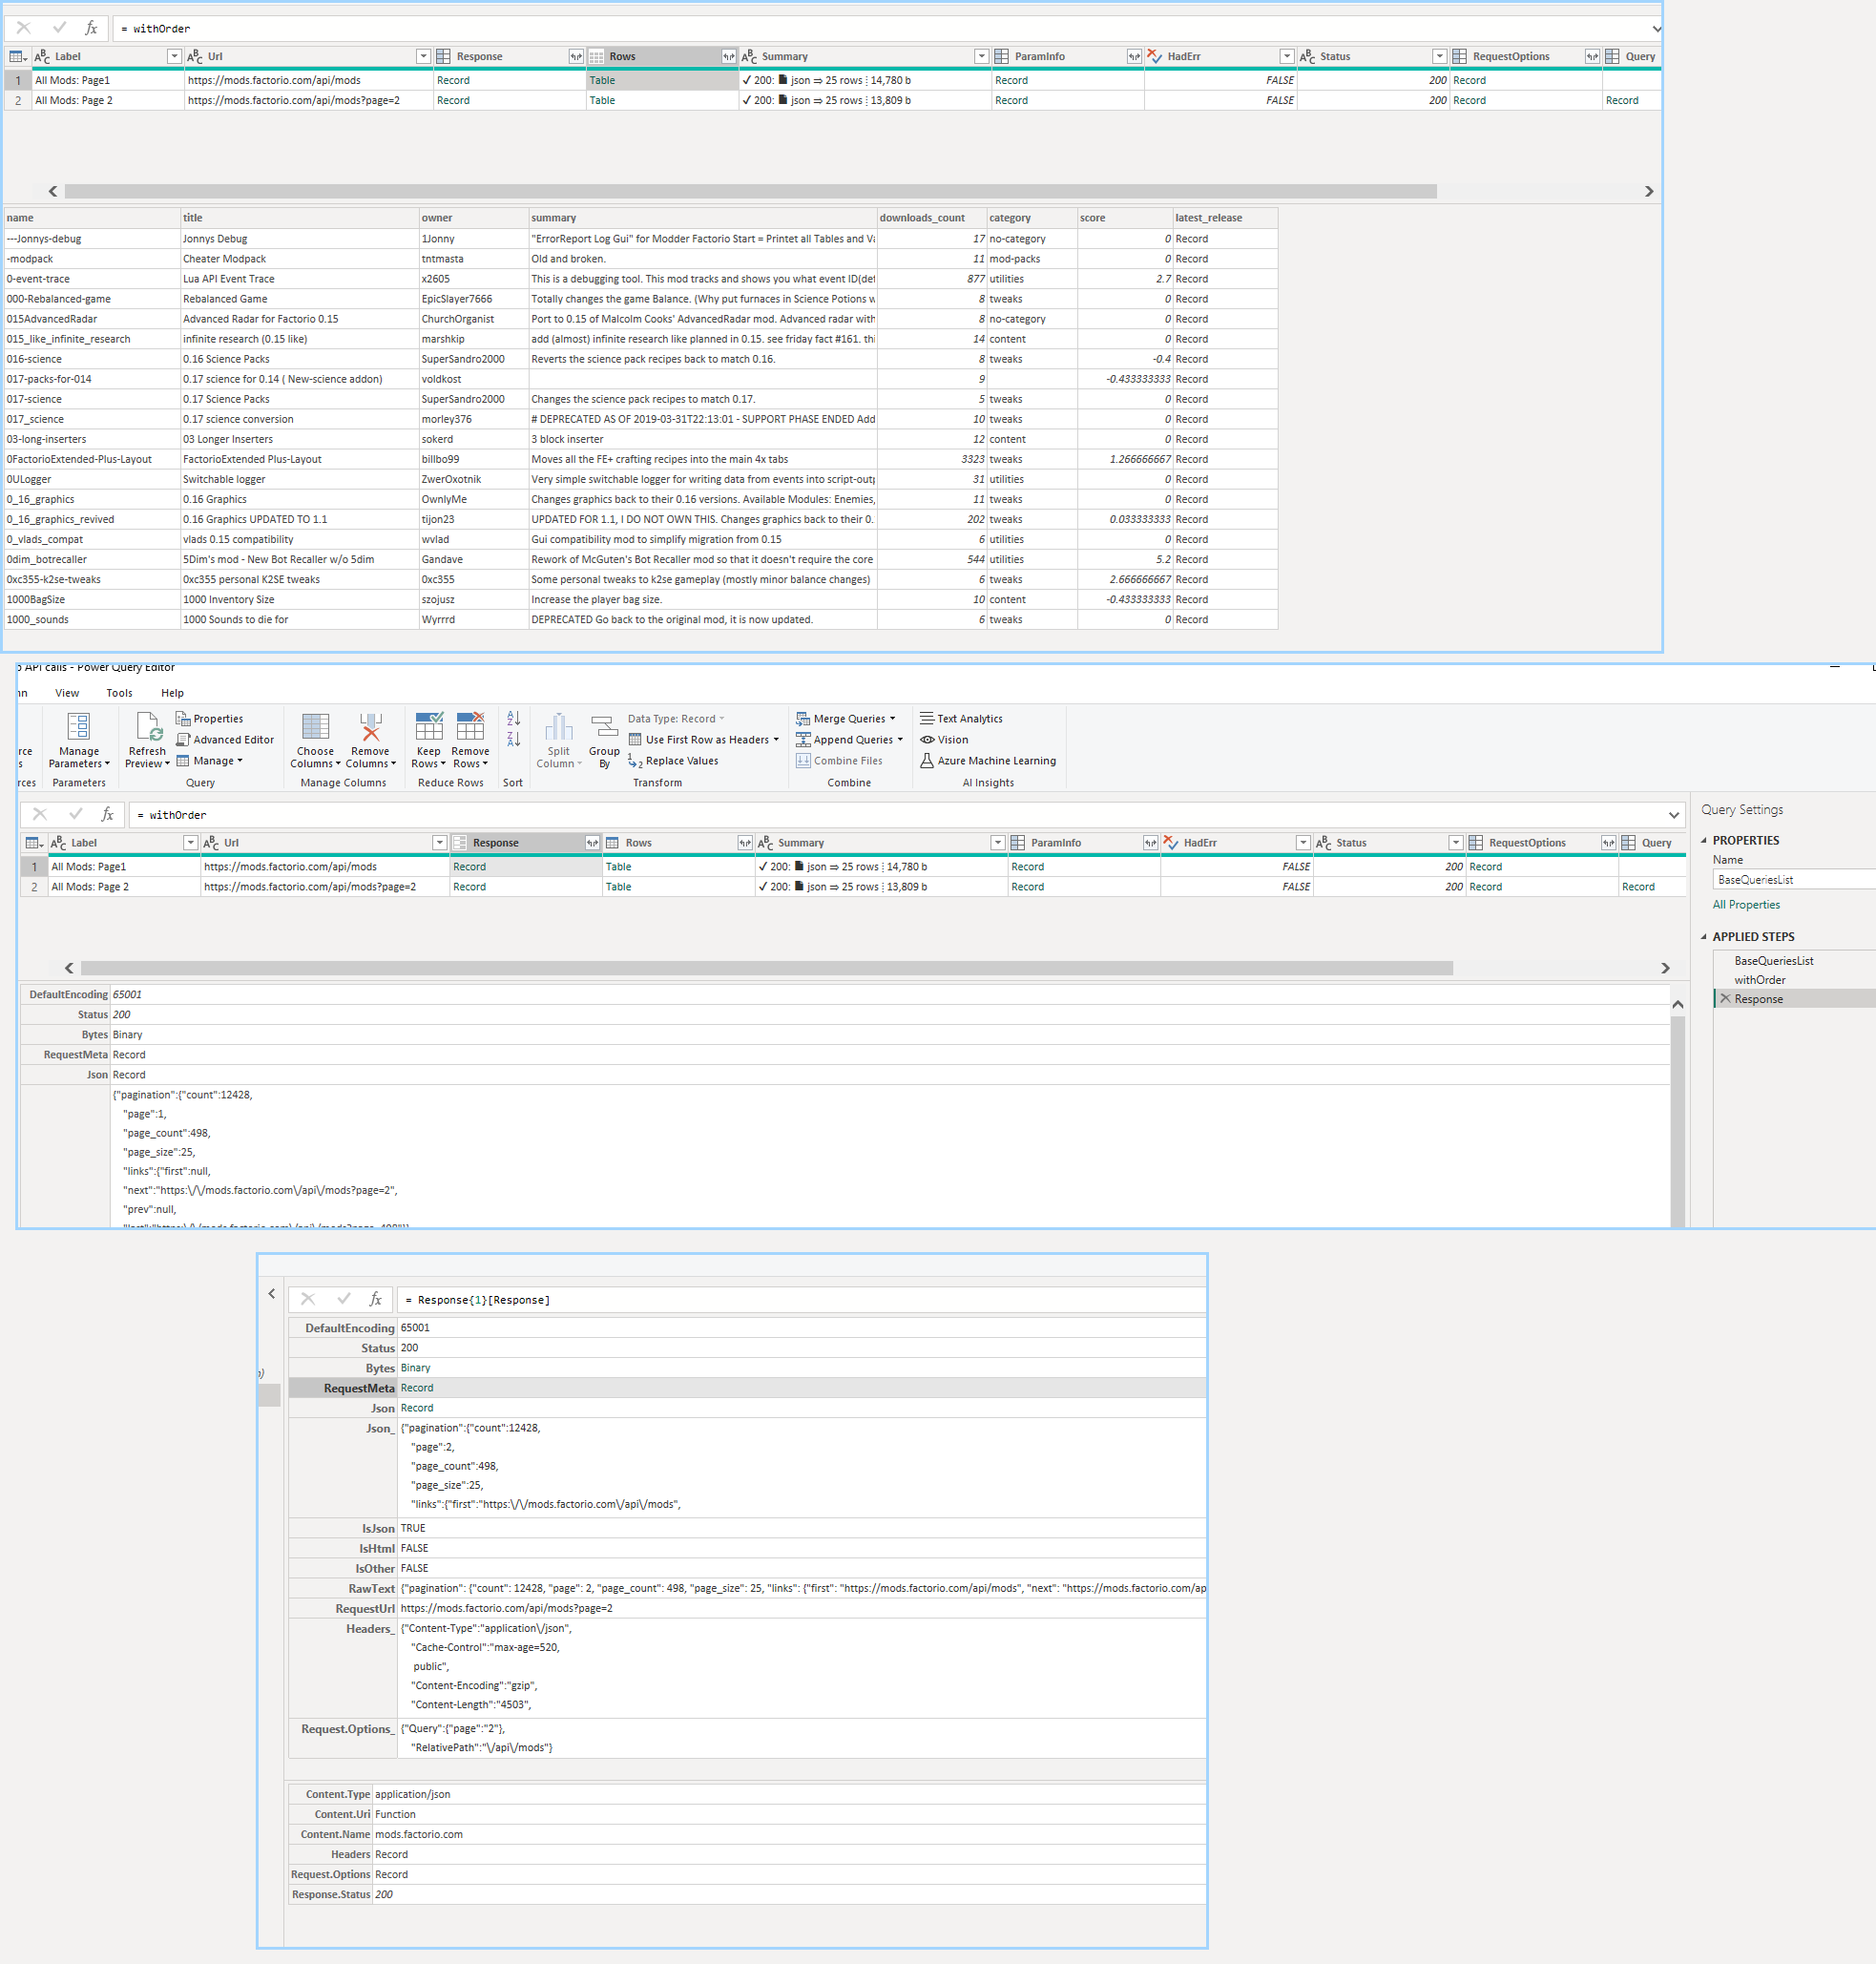 fx = withOrder
ABC Label ABC Url Response Rows ABC Summary ParamInfo HadErr ABC Status RequestOptions Query
1 All Mods: Page1 https://mods.factorio.com/api/mods Record Table ✓ 200: json ⇒ 25 rows ⁞ 14,780 b Record FALSE 200 Record
2 All Mods: Page 2 https://mods.factorio.com/api/mods?page=2 Record Table ✓ 200: json ⇒ 25 rows ⁞ 13,809 b Record FALSE 200 Record Record
name title owner summary downloads_count category score latest_release
---Jonnys-debug Jonnys Debug 1Jonny "ErrorReport Log Gui" for Modder Factorio Start = Printet all Tables and Va 17 no-category 0 Record
-modpack Cheater Modpack tntmasta Old and broken. 11 mod-packs 0 Record
0-event-trace Lua API Event Trace x2605 This is a debugging tool. This mod tracks and shows you what event ID(def 877 utilities 2.7 Record
000-Rebalanced-game Rebalanced Game EpicSlayer7666 Totally changes the game Balance. (Why put furnaces in Science Potions w 8 tweaks 0 Record
015AdvancedRadar Advanced Radar for Factorio 0.15 ChurchOrganist Port to 0.15 of Malcolm Cooks' AdvancedRadar mod. Advanced radar with 8 no-category 0 Record
015_like_infinite_research infinite research (0.15 like) marshkip add (almost) infinite research like planned in 0.15. see friday fact #161. thi 14 content 0 Record
016-science 0.16 Science Packs SuperSandro2000 Reverts the science pack recipes back to match 0.16. 8 tweaks -0.4 Record
017-packs-for-014 0.17 science for 0.14 ( New-science addon) voldkost 9 -0.433333333 Record
017-science 0.17 Science Packs SuperSandro2000 Changes the science pack recipes to match 0.17. 5 tweaks 0 Record
017_science 0.17 science conversion morley376 # DEPRECATED AS OF 2019-03-31T22:13:01 - SUPPORT PHASE ENDED Add 10 tweaks 0 Record
03-long-inserters 03 Longer Inserters sokerd 3 block inserter 12 content 0 Record
0FactorioExtended-Plus-Layout FactorioExtended Plus-Layout billbo99 Moves all the FE+ crafting recipes into the main 4x tabs 3323 tweaks 1.266666667 Record
0ULogger Switchable logger ZwerOxotnik Very simple switchable logger for writing data from events into script-outp 31 utilities 0 Record
0_16_graphics 0.16 Graphics OwnlyMe Changes graphics back to their 0.16 versions. Available Modules: Enemies, 11 tweaks 0 Record
0_16_graphics_revived 0.16 Graphics UPDATED TO 1.1 tijon23 UPDATED FOR 1.1, I DO NOT OWN THIS. Changes graphics back to their 0. 202 tweaks 0.033333333 Record
0_vlads_compat vlads 0.15 compatibility wvlad Gui compatibility mod to simplify migration from 0.15 6 utilities 0 Record
0dim_botrecaller 5Dim's mod - New Bot Recaller w/o 5dim Gandave Rework of McGuten's Bot Recaller mod so that it doesn't require the core 544 utilities 5.2 Record
0xc355-k2se-tweaks 0xc355 personal K2SE tweaks 0xc355 Some personal tweaks to k2se gameplay (mostly minor balance changes) 6 tweaks 2.666666667 Record
1000BagSize 1000 Inventory Size szojusz Increase the player bag size. 10 content -0.433333333 Record
1000_sounds 1000 Sounds to die for Wyrrrd DEPRECATED Go back to the original mod, it is now updated. 6 tweaks 0 Record
API calls - Power Query Editor
View Tools Help
Manage Parameters
Parameters
Refresh Preview
Properties
Advanced Editor
Manage
Query
Choose Columns
Remove Columns
Manage Columns
Keep Rows
Remove Rows
Reduce Rows
Sort
Split Column
Group By
Data Type: Record
Use First Row as Headers
Replace Values
Transform
Merge Queries
Append Queries
Combine Files
Combine
Text Analytics
Vision
Azure Machine Learning
AI Insights
fx = withOrder
ABC Label ABC Url Response Rows ABC Summary ParamInfo HadErr ABC Status RequestOptions Query
1 All Mods: Page1 https://mods.factorio.com/api/mods Record Table ✓ 200: json ⇒ 25 rows ⁞ 14,780 b Record FALSE 200 Record
2 All Mods: Page 2 https://mods.factorio.com/api/mods?page=2 Record Table ✓ 200: json ⇒ 25 rows ⁞ 13,809 b Record FALSE 200 Record Record
Query Settings
PROPERTIES
Name
BaseQueriesList
All Properties
APPLIED STEPS
BaseQueriesList
withOrder
Response
DefaultEncoding 65001
Status 200
Bytes Binary
RequestMeta Record
Json Record
{"pagination":{"count":12428,
"page":1,
"page_count":498,
"page_size":25,
"links":{"first":null,
"next":"https:\/\/mods.factorio.com\/api\/mods?page=2",
"prev":null,
"last":"https:\/\/mods.factorio.com\/api\/mods?page=498"}}
fx = Response{1}[Response]
DefaultEncoding 65001
Status 200
Bytes Binary
RequestMeta Record
Json Record
Json_ {"pagination":{"count":12428,
"page":2,
"page_count":498,
"page_size":25,
"links":{"first":"https:\/\/mods.factorio.com\/api\/mods",
IsJson TRUE
IsHtml FALSE
IsOther FALSE
RawText {"pagination": {"count": 12428, "page": 2, "page_count": 498, "page_size": 25, "links": {"first": "https://mods.factorio.com/api/mods", "next": "https://mods.factorio.com/ap
RequestUrl https://mods.factorio.com/api/mods?page=2
Headers_ {"Content-Type":"application\/json",
"Cache-Control":"max-age=520,
public",
"Content-Encoding":"gzip",
"Content-Length":"4503",
Request.Options_ {"Query":{"page":"2"},
"RelativePath":"\/api\/mods"}
Content.Type application/json
Content.Uri Function
Content.Name mods.factorio.com
Headers Record
Request.Options Record
Response.Status 200